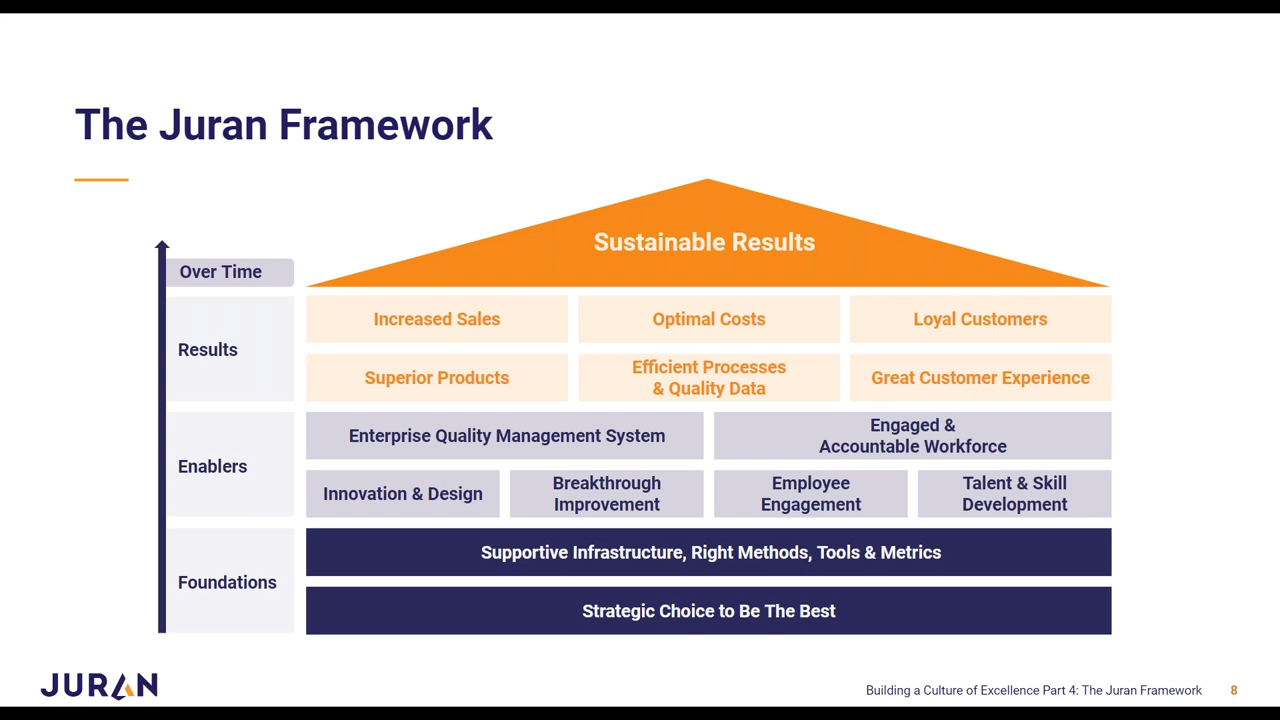 The Juran Framework
Sustainable Results
Over Time
Results
Increased Sales
Optimal Costs
Loyal Customers
Superior Products
Efficient Processes
& Quality Data
Great Customer Experience
Enablers
Enterprise Quality Management System
Engaged &
Accountable Workforce
Innovation & Design
Breakthrough
Improvement
Employee
Engagement
Talent & Skill
Development
Foundations
Supportive Infrastructure, Right Methods, Tools & Metrics
Strategic Choice to Be The Best
JURAN
Building a Culture of Excellence Part 4: The Juran Framework
8